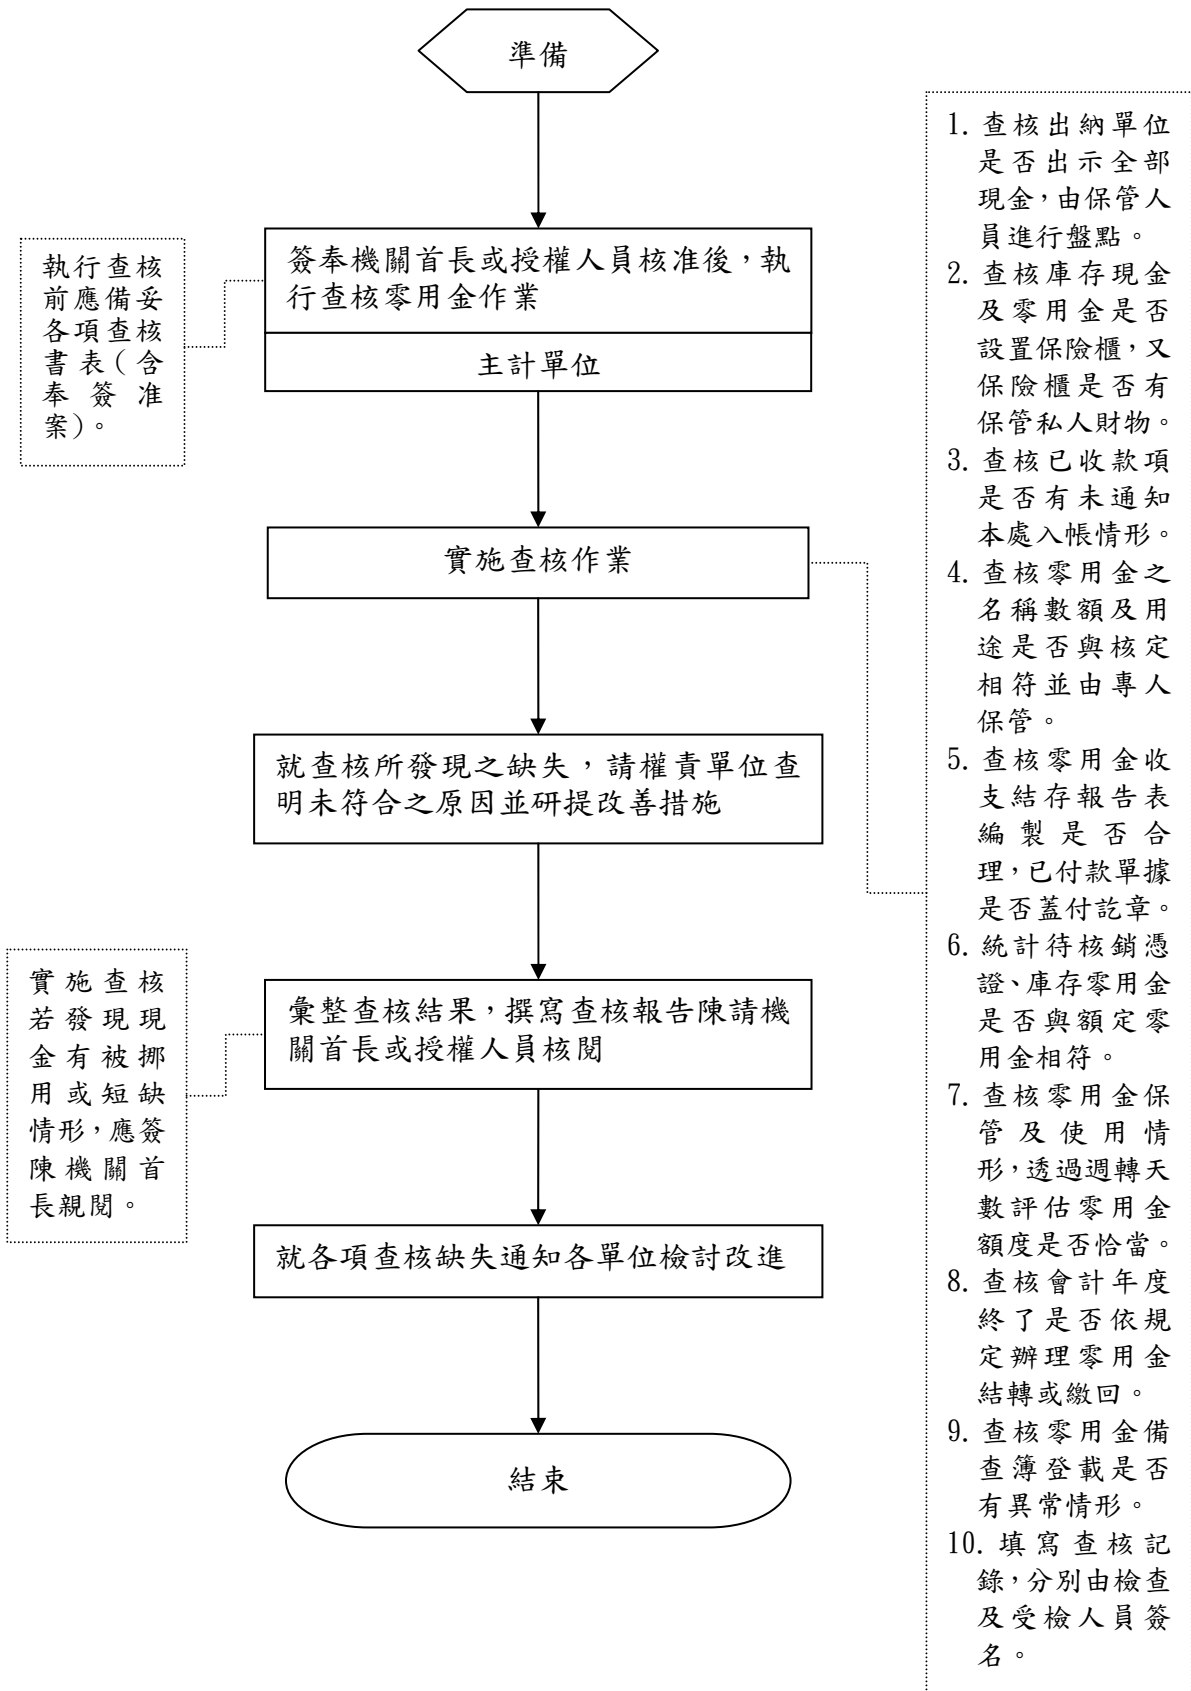 準備
簽奉機關首長或授權人員核准後，執
行查核零用金作業
主計單位
執行查核
前應備妥
各項查核
書表（含
奉簽准
案）。
實施查核作業
就查核所發現之缺失，請權責單位查
明未符合之原因並研提改善措施
彙整查核結果，撰寫查核報告陳請機
關首長或授權人員核閱
實施查核
若發現現
金有被挪
用或短缺
情形，應簽
陳機關首
長親閱。
就各項查核缺失通知各單位檢討改進
結束
1. 查核出納單位
是否出示全部
現金，由保管人
員進行盤點。
2. 查核庫存現金
及零用金是否
設置保險櫃，又
保險櫃是否有
保管私人財物。
3. 查核已收款項
是否有未通知
本處入帳情形。
4. 查核零用金之
名稱數額及用
途是否與核定
相符並由專人
保管。
5. 查核零用金收
支結存報告表
編製是否合
理，已付款單據
是否蓋付訖章。
6. 統計待核銷憑
證、庫存零用金
是否與額定零
用金相符。
7. 查核零用金保
管及使用情
形，透過週轉天
數評估零用金
額度是否恰當。
8. 查核會計年度
終了是否依規
定辦理零用金
結轉或繳回。
9. 查核零用金備
查簿登載是否
有異常情形。
10. 填寫查核記
錄，分別由檢查
及受檢人員簽
名。